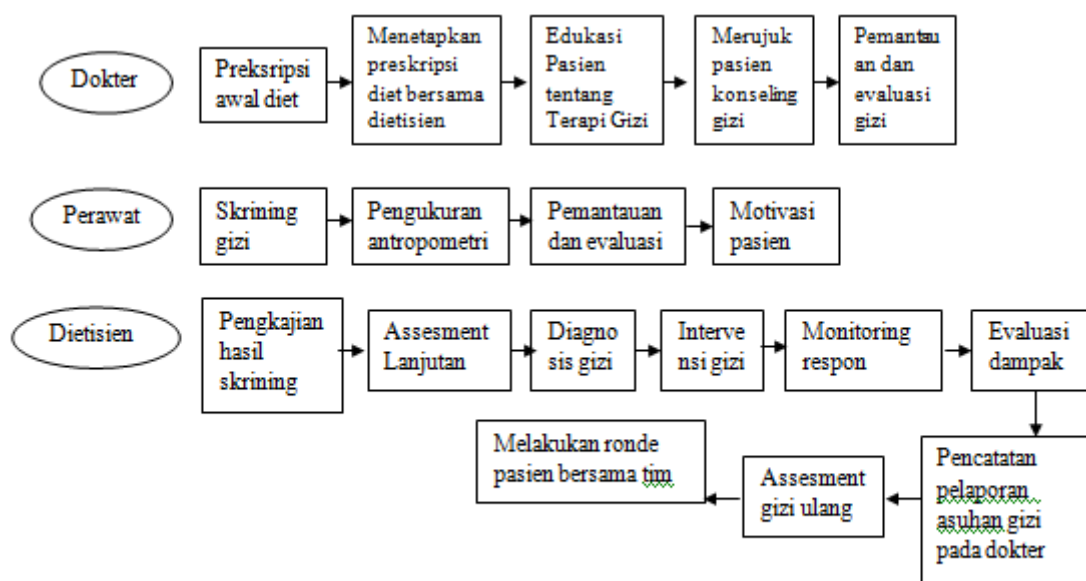 Dokter
Preksripsi
awal diet
Menetapkan
preskripsi
diet bersama
dietisien
Edukasi
Pasien
tentang
Terapi Gizi
Merujuk
pasien
konseling
gizi
Pemantau
an dan
evaluasi
gizi
Perawat
Skrining
gizi
Pengukuran
antropometri
Pemantauan
dan evaluasi
Motivasi
pasien
Dietisien
Pengkajian
hasil
skrining
Assesment
Lanjutan
Diagno
sis gizi
Interve
nsi gizi
Monitoring
respon
Evaluasi
dampak
Pencatatan
pelaporan
asuhan gizi
pada dokter
Assesment
gizi ulang
Melakukan ronde
pasien bersama tim